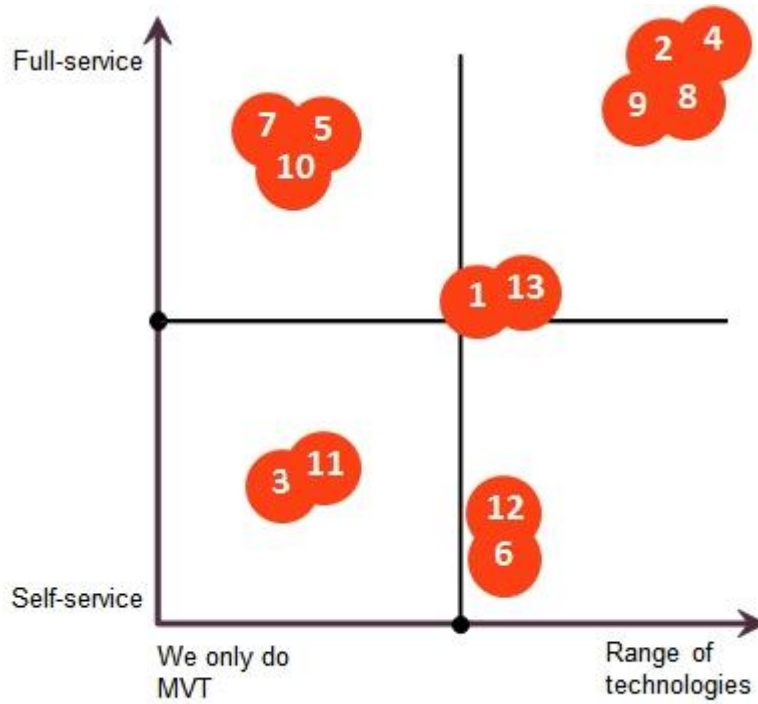 Full-service
2
4
9
8
7
5
10
1
13
3
11
12
6
Self-service
We only do
MVT
Range of
technologies